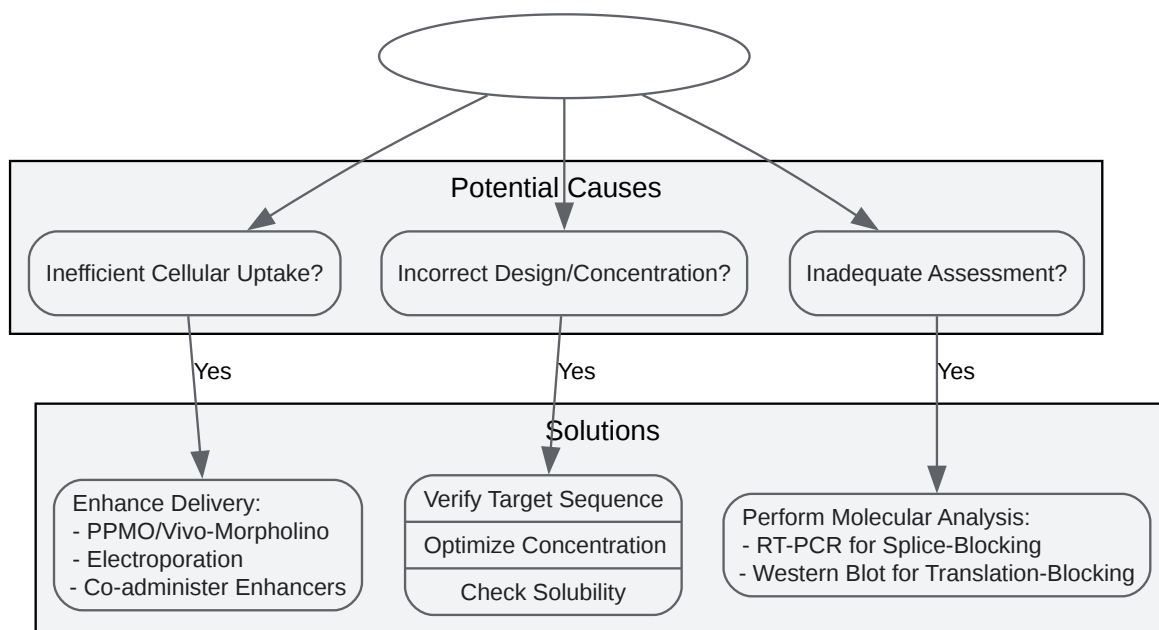 Potential Causes
Inefficient Cellular Uptake?
Incorrect Design/Concentration?
Inadequate Assessment?
Yes
Yes
Yes
Solutions
Enhance Delivery:
- PPMO/Vivo-Morpholino
- Electroporation
- Co-administer Enhancers
Verify Target Sequence
Optimize Concentration
Check Solubility
Perform Molecular Analysis:
- RT-PCR for Splice-Blocking
- Western Blot for Translation-Blocking